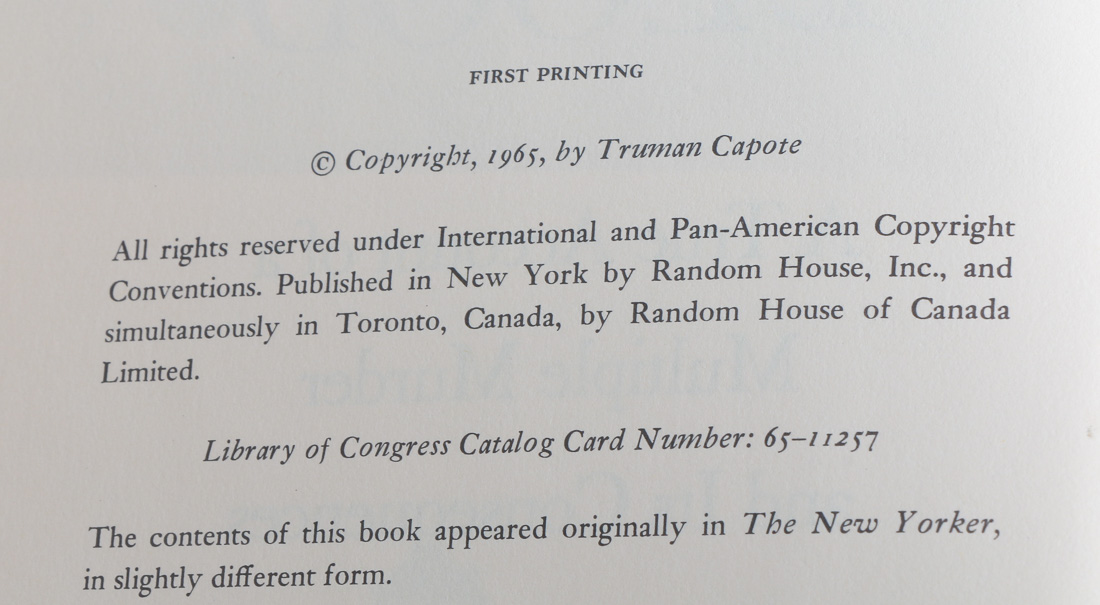 FIRST PRINTING
© Copyright, 1965, by Truman Capote
All rights reserved under International and Pan-American Copyright
Conventions. Published in New York by Random House, Inc., and
simultaneously in Toronto, Canada, by Random House of Canada
Limited.
Library of Congress Catalog Card Number: 65–11257
The contents of this book appeared originally in The New Yorker,
in slightly different form.